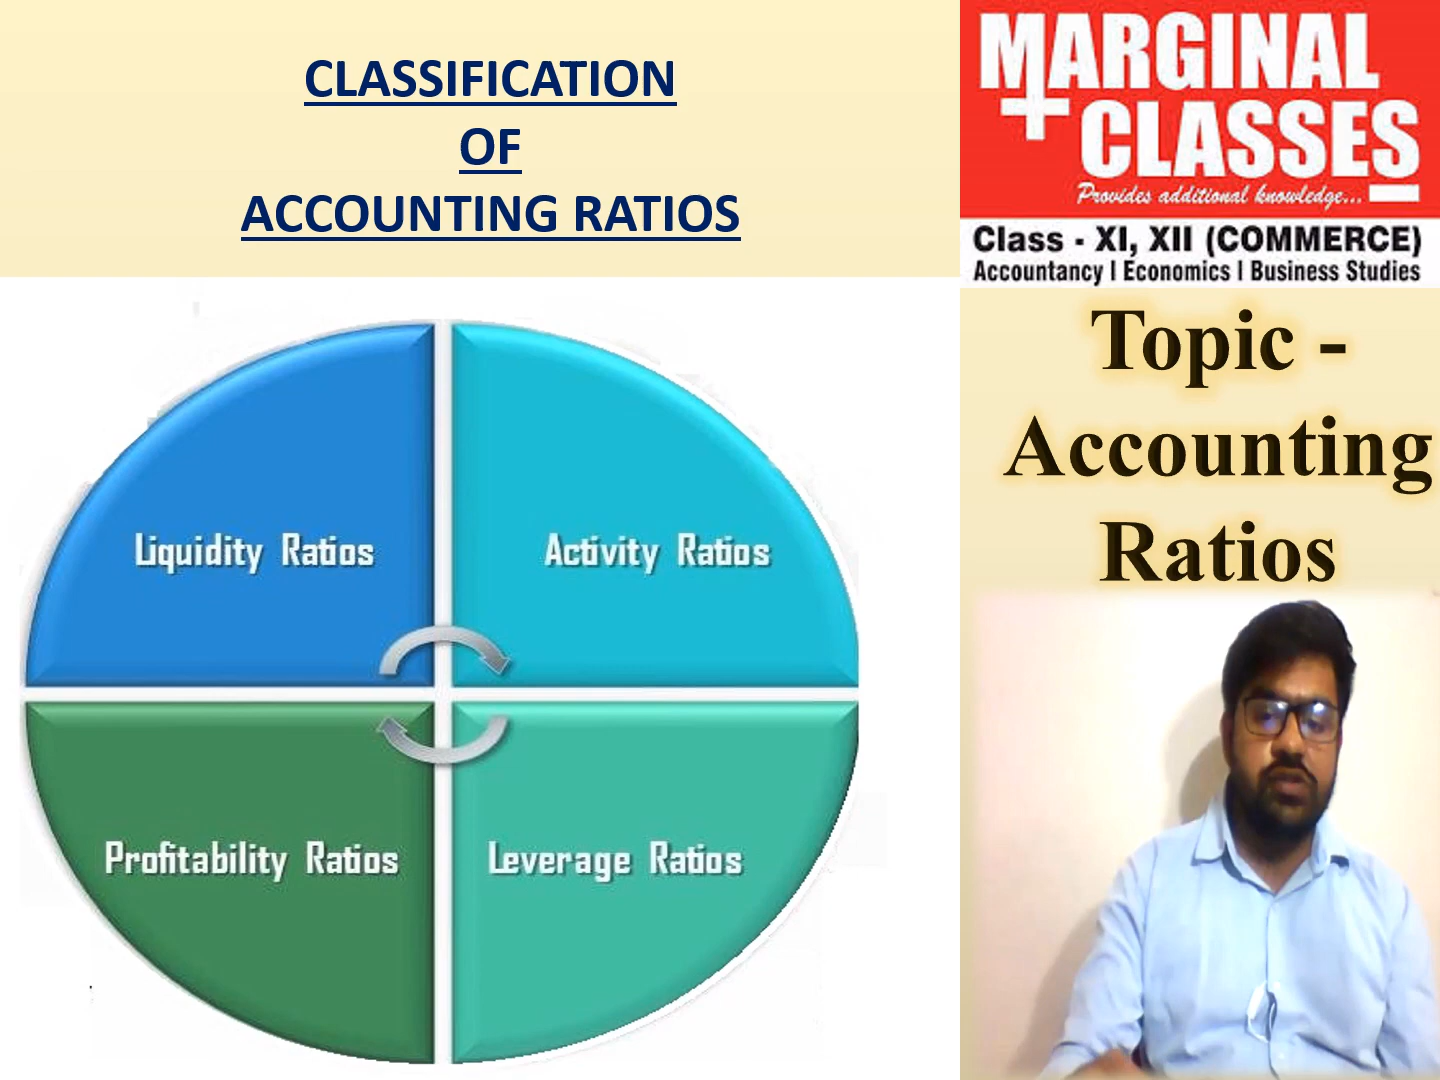 CLASSIFICATION
OF
ACCOUNTING RATIOS
Liquidity Ratios
Activity Ratios
Profitability Ratios
Leverage Ratios
MARGINAL
CLASSES
Provides additional knowledge...
Class - XI, XII (COMMERCE)
Accountancy | Economics | Business Studies
Topic -
Accounting
Ratios